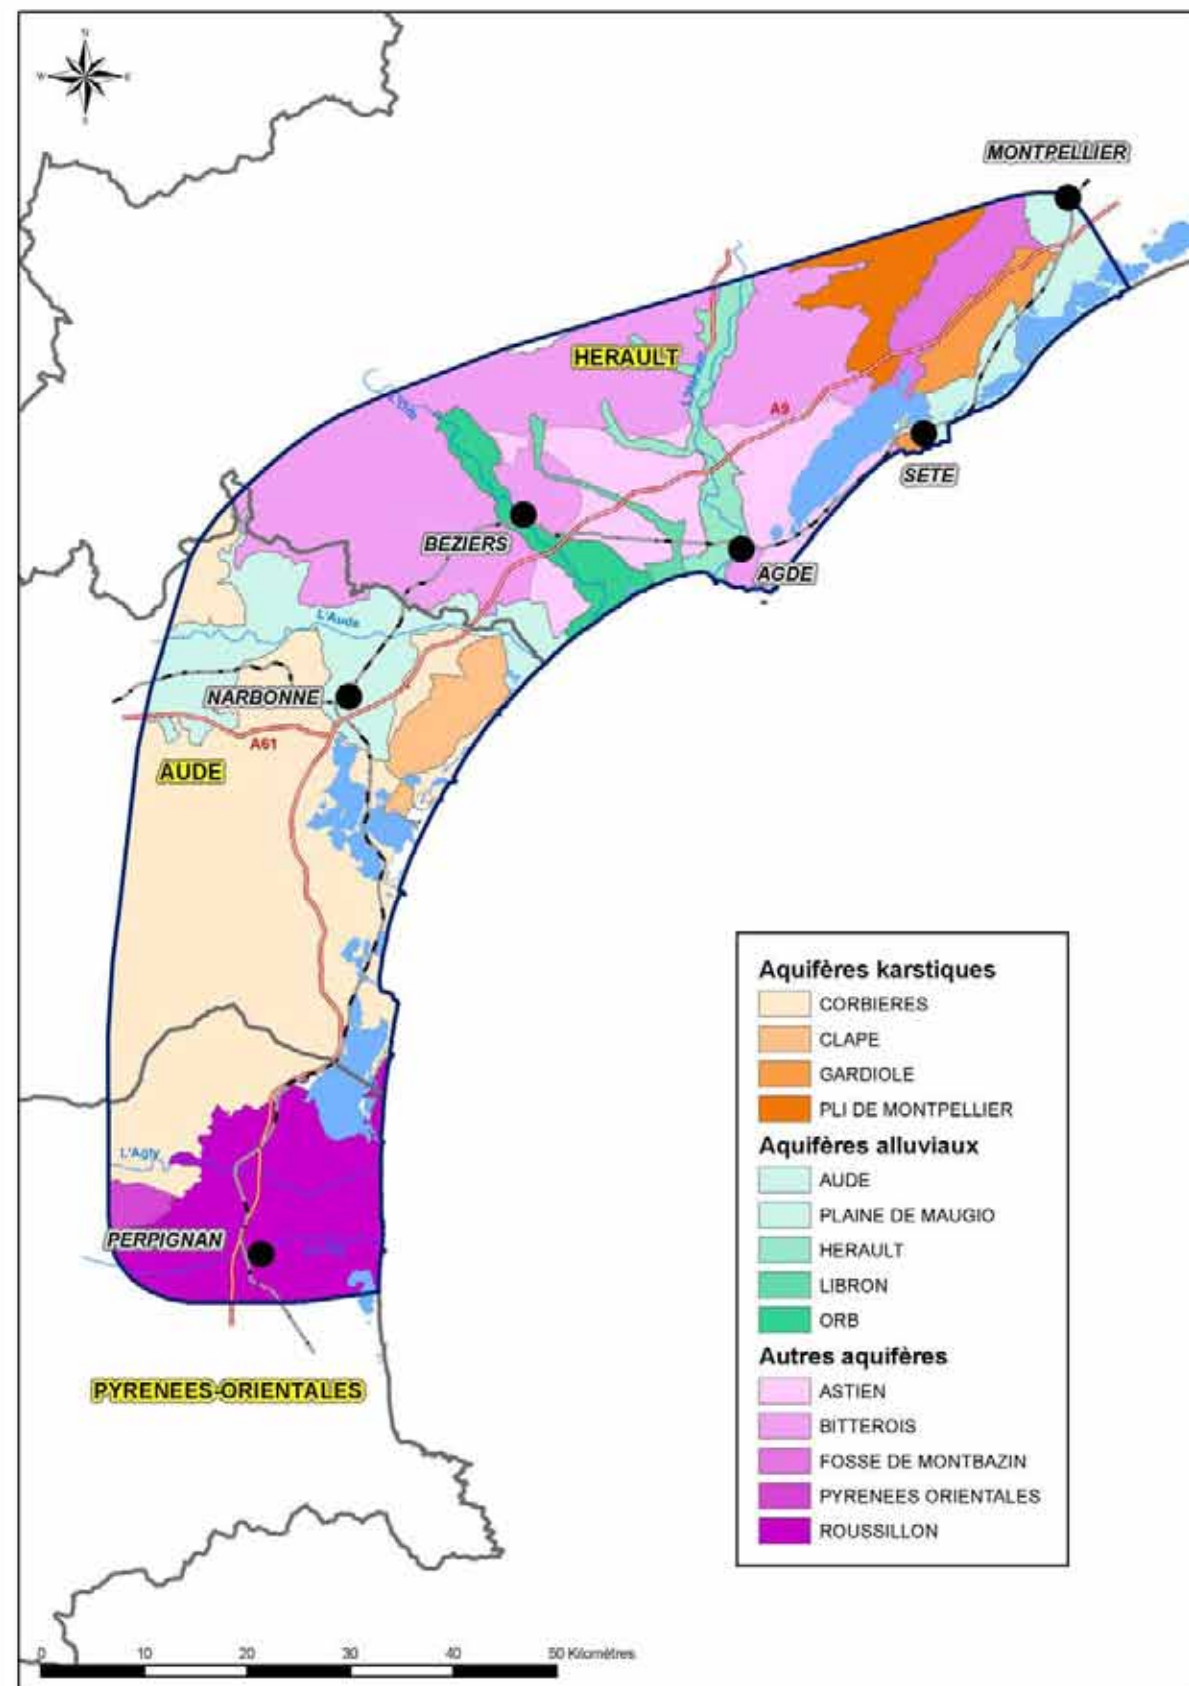 N
W
E
S
MONTPELLIER
HERAULT
L'Orb
A9
SETE
BEZIERS
AGDE
L'Aude
NARBONNE
A61
AUDE
L'Agly
PERPIGNAN
PYRENEES-ORIENTALES
Aquifères karstiques
CORBIERES
CLAPE
GARDIOLE
PLI DE MONTPELLIER
Aquifères alluviaux
AUDE
PLAINE DE MAUGIO
HERAULT
LIBRON
ORB
Autres aquifères
ASTIEN
BITTEROIS
FOSSE DE MONTBAZIN
PYRENEES ORIENTALES
ROUSSILLON
0 10 20 30 40 50 Kilomètres